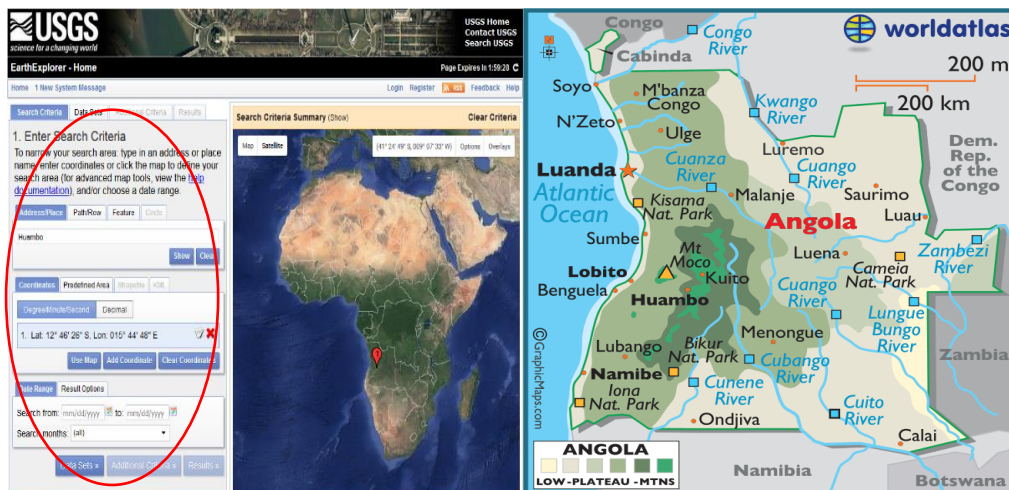 USGS
science for a changing world
USGS Home
Contact USGS
Search USGS
EarthExplorer - Home
Page Expires In 1:59:20
Home 1 New System Message
Login Register RSS Feedback Help
Search Criteria Data Sets Additional Criteria Results
1. Enter Search Criteria
To narrow your search area: type in an address or place
name, enter coordinates or click the map to define your
search area (for advanced map tools, view the help
documentation), and/or choose a date range.
Address/Place Path/Row Feature Circle
Huambo
Show Clear
Coordinates Predefined Area Shapefile KML
Degree/Minute/Second Decimal
1. Lat: 12° 46' 26" S, Lon: 015° 44' 48" E
Use Map Add Coordinate Clear Coordinates
Date Range Result Options
Search from: mm/dd/yyyy to: mm/dd/yyyy
Search months: (all)
Data Sets » Additional Criteria » Results »
Search Criteria Summary (Show)
Clear Criteria
Map Satellite
(41° 24' 49" S, 009° 07' 33" W) Options Overlays
worldatlas
200 m
200 km
Congo
Cabinda
Congo
River
Soyo
M'banza
Congo
N'Zeto
Ulge
Kwango
River
Luremo
Dem.
Rep.
of the
Congo
Luanda
Cuanza
River
Cuango
River
Atlantic
Ocean
Malanje
Saurimo
Kisama
Nat. Park
Angola
Luau
Sumbe
Mt
Moco
Luena
Cameia
Nat. Park
Zambezi
River
Lobito
Kuito
Benguela
Huambo
Cuango
River
Lungue
Bungo
River
Menongue
Lubango
Bikur
Nat. Park
Zambia
Namibe
Cubango
River
Iona
Nat. Park
Cunene
River
Cuito
River
Ondjiva
Calai
©GraphicMaps.com
ANGOLA
LOW-PLATEAU-MTNS
Namibia
Botswana